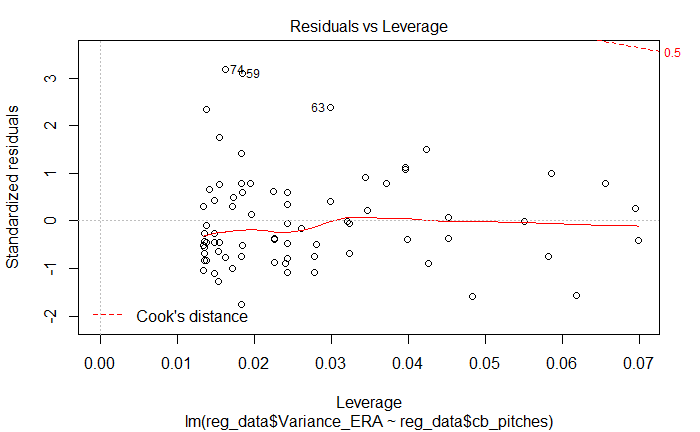 Residuals vs Leverage
Standardized residuals
3
2
1
0
-1
-2
74
59
63
0.5
Cook's distance
0.00 0.01 0.02 0.03 0.04 0.05 0.06 0.07
Leverage
lm(reg_data$Variance_ERA ~ reg_data$cb_pitches)